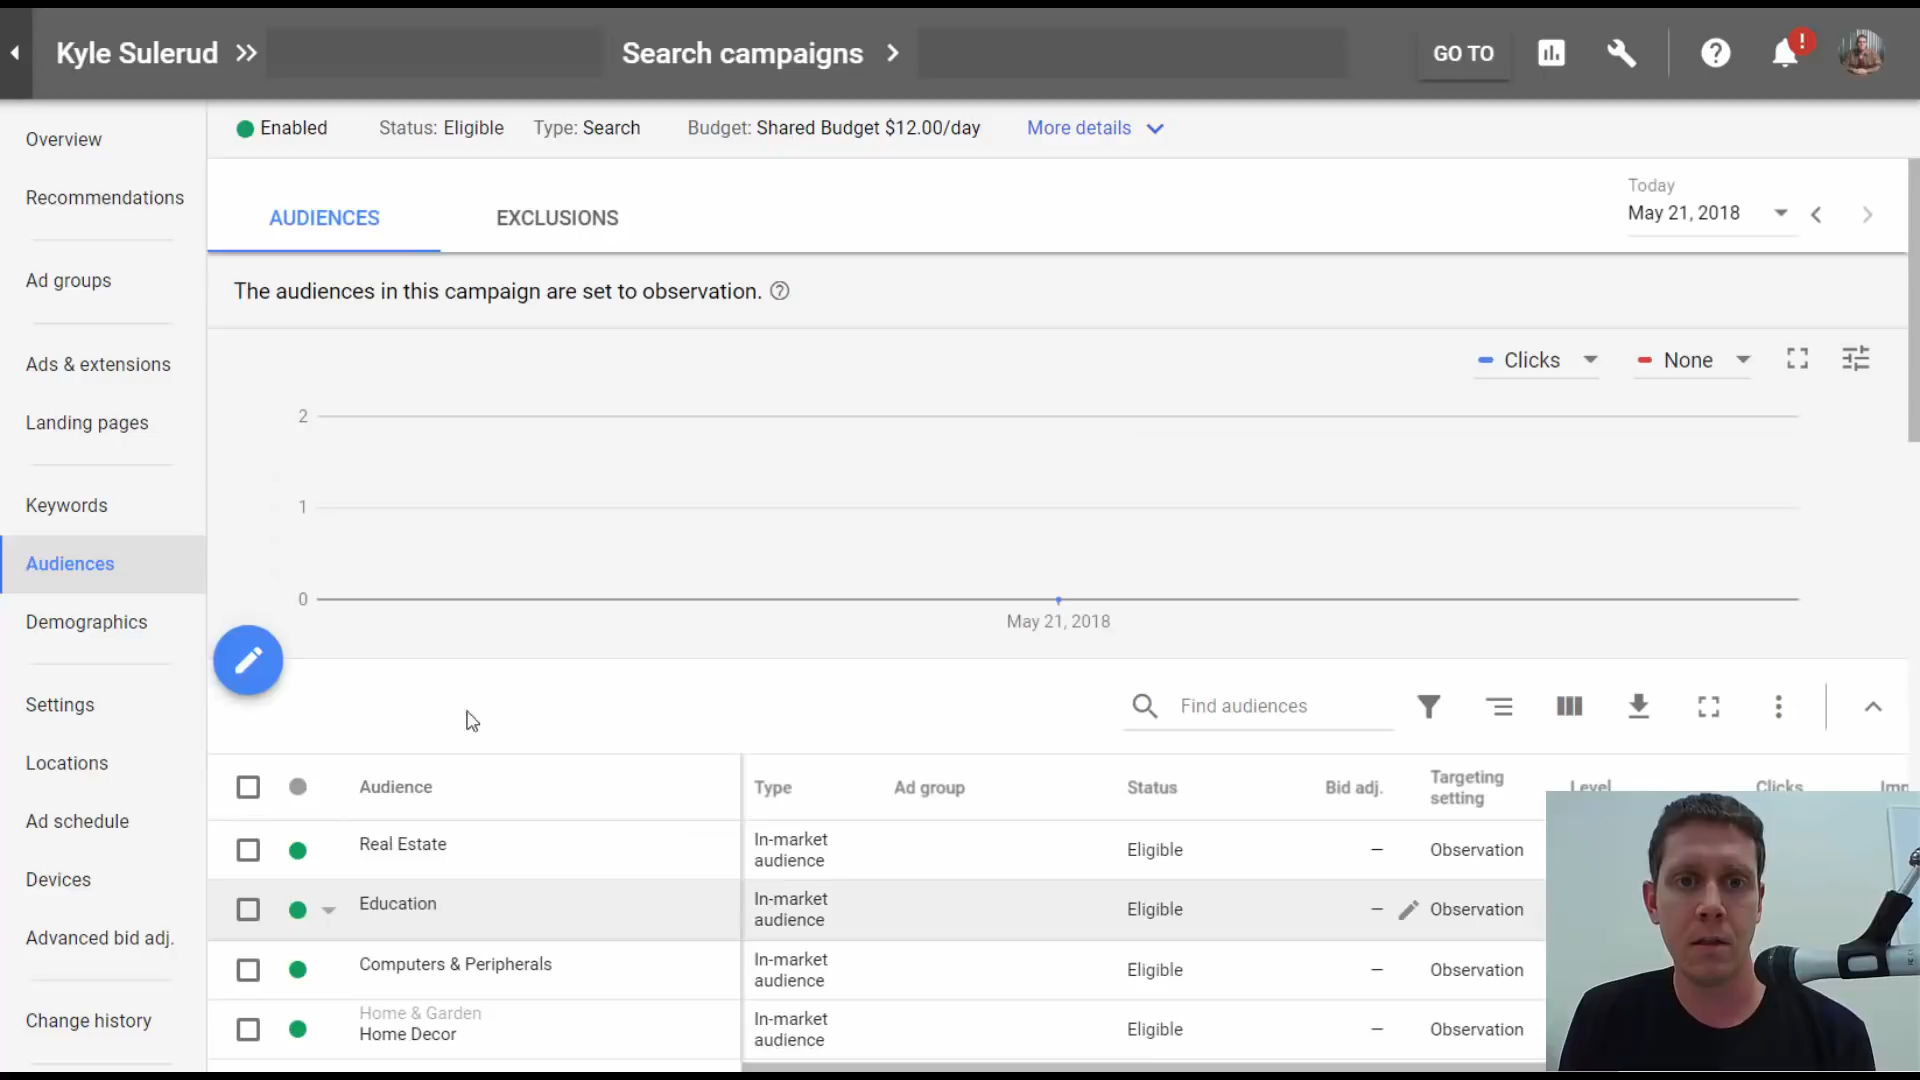 Kyle Sulerud
Search campaigns
GO TO
!
Enabled
Status: Eligible
Type: Search
Budget: Shared Budget $12.00/day
More details
Overview
Recommendations
Ad groups
Ads & extensions
Landing pages
Keywords
Audiences
Demographics
Settings
Locations
Ad schedule
Devices
Advanced bid adj.
Change history
AUDIENCES
EXCLUSIONS
Today
May 21, 2018
The audiences in this campaign are set to observation.
Clicks
None
2
1
0
May 21, 2018
Find audiences
Audience
Type
Ad group
Status
Bid adj.
Targeting
setting
Level
Clicks
Imp
Real Estate
In-market
audience
Eligible
–
Observation
Education
In-market
audience
Eligible
–
Observation
Computers & Peripherals
In-market
audience
Eligible
–
Observation
Home & Garden
Home Decor
In-market
audience
Eligible
–
Observation